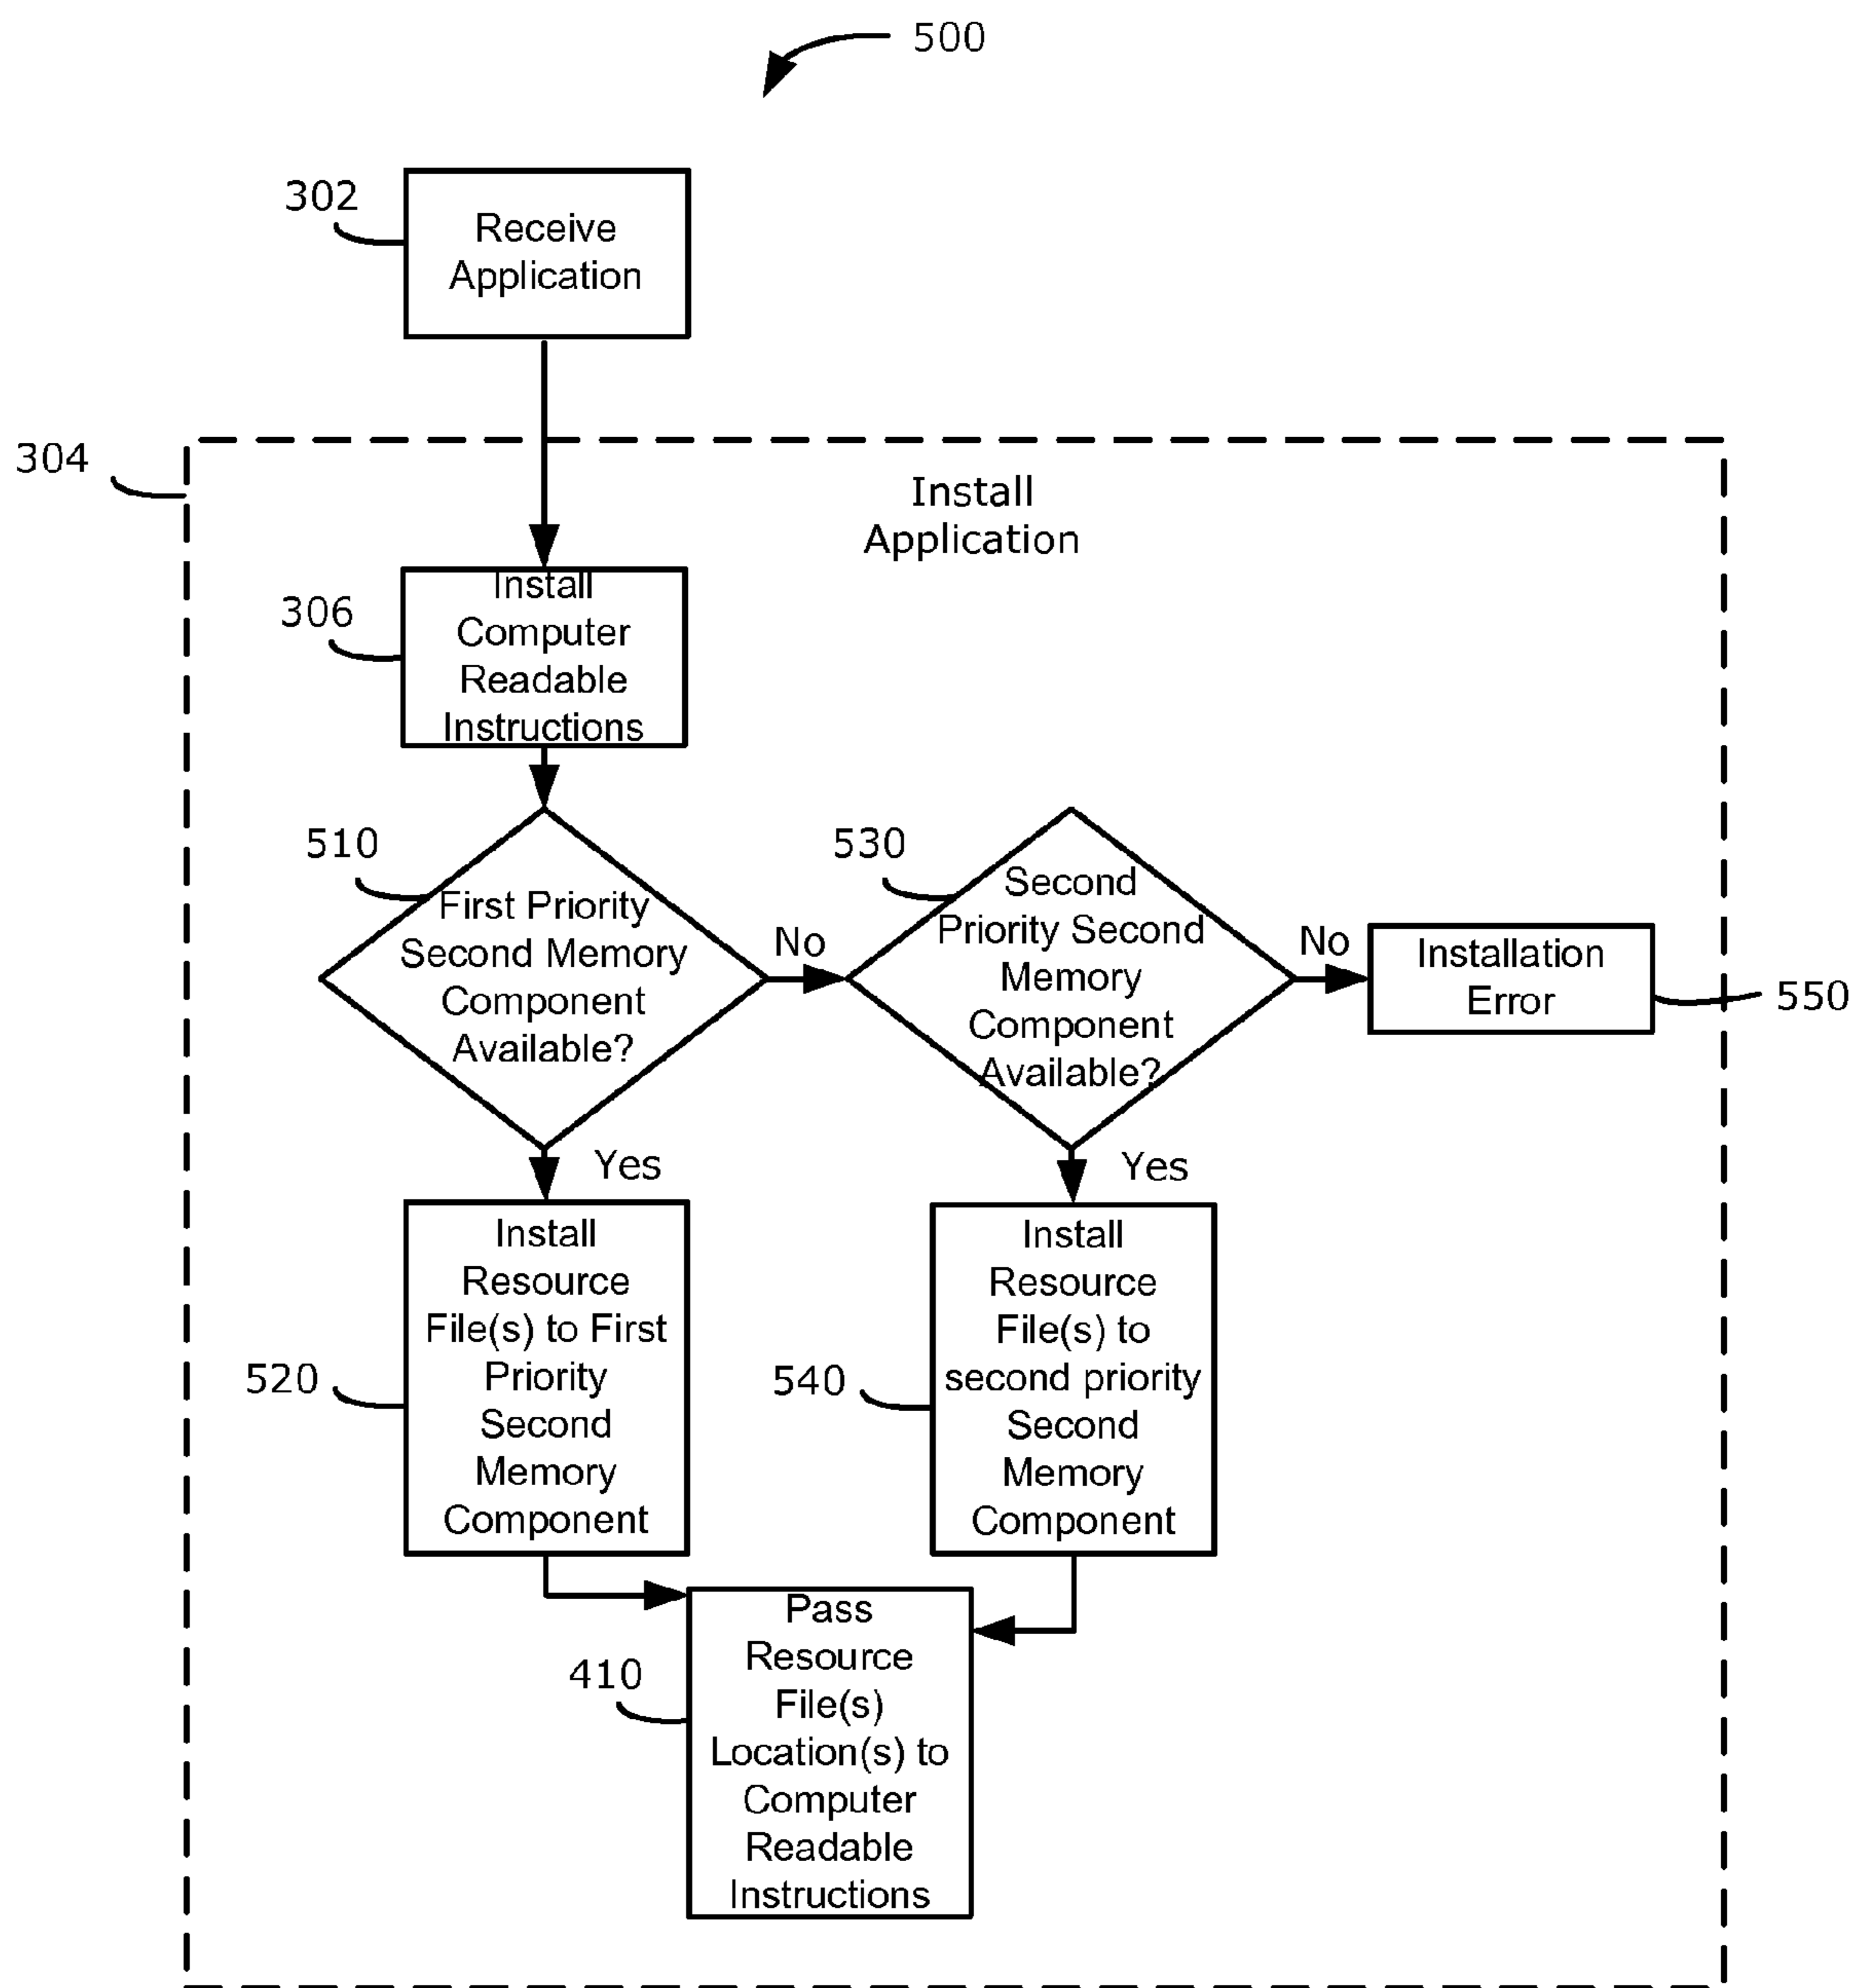 500
302
Receive
Application
304
Install
Application
306
Install
Computer
Readable
Instructions
510
First Priority
Second Memory
Component
Available?
No
530
Second
Priority Second
Memory
Component
Available?
No
Installation
Error
550
Yes
Yes
520
Install
Resource
File(s) to First
Priority
Second
Memory
Component
540
Install
Resource
File(s) to
second priority
Second
Memory
Component
410
Pass
Resource
File(s)
Location(s) to
Computer
Readable
Instructions